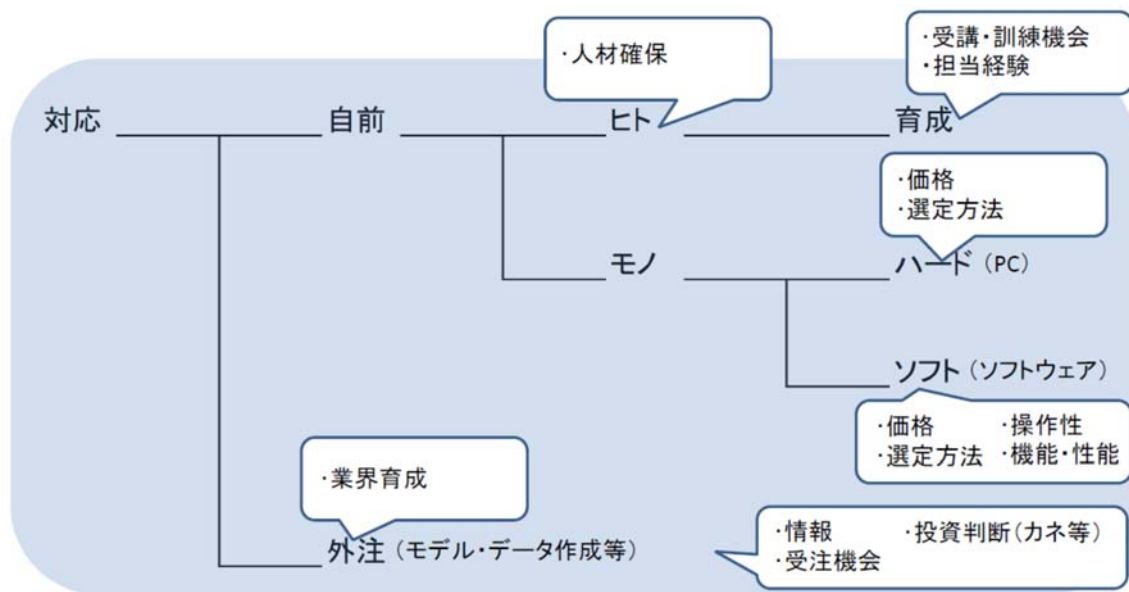 ・人材確保
・受講・訓練機会
・担当経験
対応
自前
ヒト
育成
・価格
・選定方法
モノ
ハード（PC）
ソフト（ソフトウェア）
・価格 ・操作性
・選定方法 ・機能・性能
・業界育成
外注（モデル・データ作成等）
・情報 ・投資判断（カネ等）
・受注機会